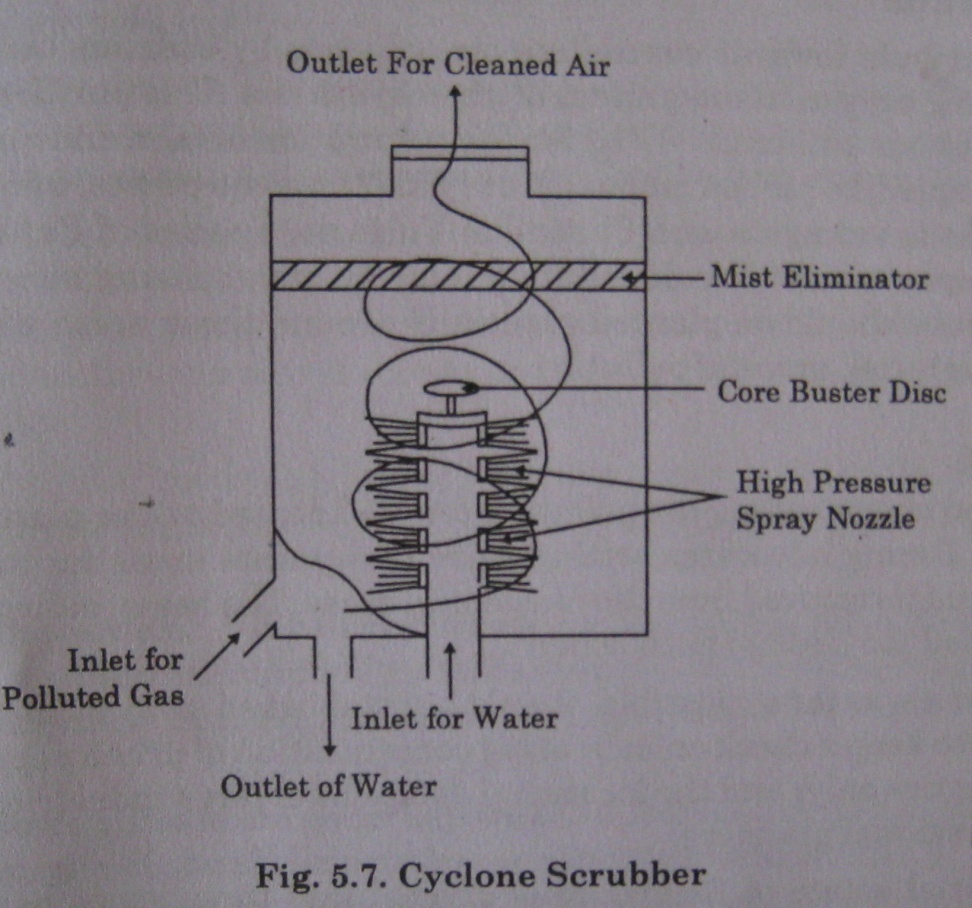 Outlet For Cleaned Air
Mist Eliminator
Core Buster Disc
High Pressure
Spray Nozzle
Inlet for
Polluted Gas
Inlet for Water
Outlet of Water
Fig. 5.7. Cyclone Scrubber